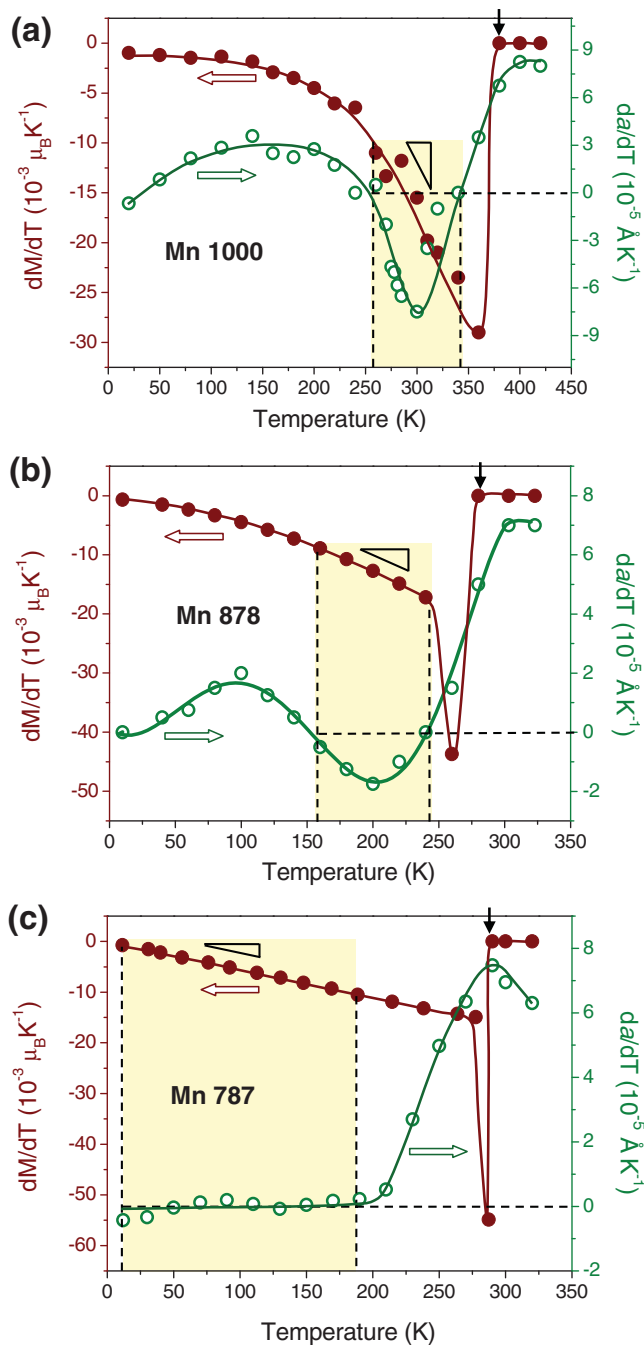 (a)
0
-5
-10
-15
-20
-25
-30
dM/dT (10⁻³ μ_B K⁻¹)
Mn 1000
9
6
3
0
-3
-6
-9
da/dT (10⁻⁵ Å K⁻¹)
0 50 100 150 200 250 300 350 400 450
Temperature (K)
(b)
0
-10
-20
-30
-40
-50
dM/dT (10⁻³ μ_B K⁻¹)
Mn 878
8
6
4
2
0
-2
da/dT (10⁻⁵ Å K⁻¹)
0 50 100 150 200 250 300 350
Temperature (K)
(c)
0
-10
-20
-30
-40
-50
-60
dM/dT (10⁻³ μ_B K⁻¹)
Mn 787
8
6
4
2
0
-2
da/dT (10⁻⁵ Å K⁻¹)
0 50 100 150 200 250 300 350
Temperature (K)